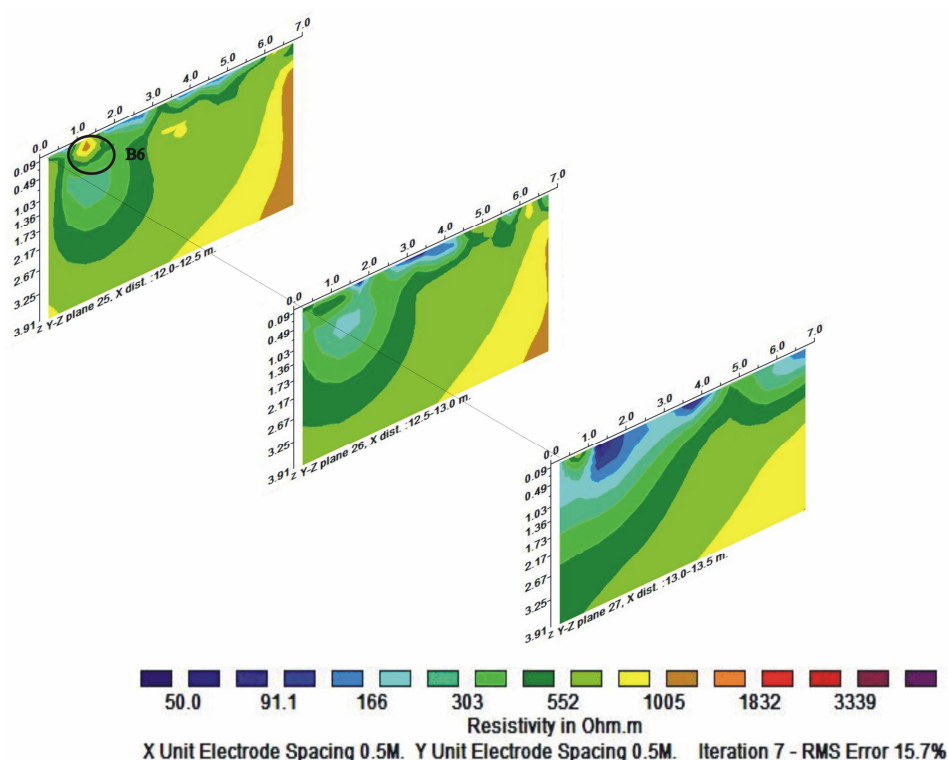 0.0 1.0 2.0 3.0 4.0 5.0 6.0 7.0
0.09
0.49
1.03
1.36
1.73
2.17
2.67
3.25
3.91
B6
z Y-Z plane 25, X dist. :12.0-12.5 m.
0.0 1.0 2.0 3.0 4.0 5.0 6.0 7.0
0.09
0.49
1.03
1.36
1.73
2.17
2.67
3.25
3.91
z Y-Z plane 26, X dist. :12.5-13.0 m.
0.0 1.0 2.0 3.0 4.0 5.0 6.0 7.0
0.09
0.49
1.03
1.36
1.73
2.17
2.67
3.25
3.91
z Y-Z plane 27, X dist. :13.0-13.5 m.
50.0 91.1 166 303 552 1005 1832 3339
Resistivity in Ohm.m
X Unit Electrode Spacing 0.5M. Y Unit Electrode Spacing 0.5M. Iteration 7 - RMS Error 15.7%